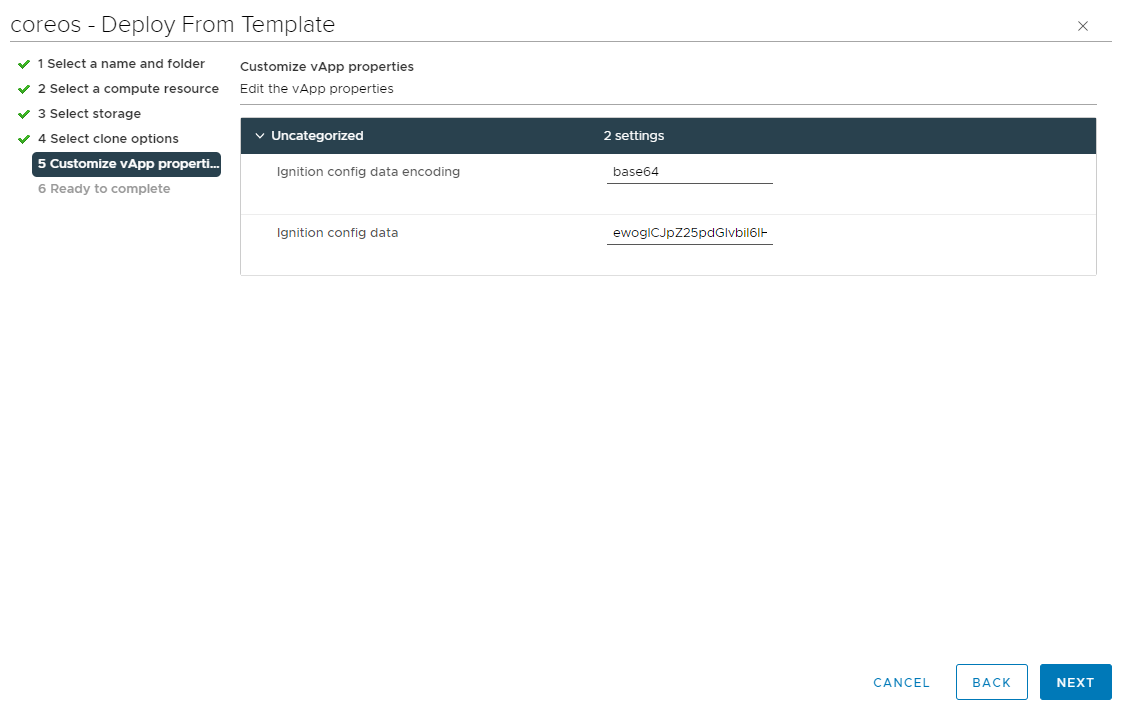 coreos - Deploy From Template
1 Select a name and folder
2 Select a compute resource
3 Select storage
4 Select clone options
5 Customize vApp properti...
6 Ready to complete
Customize vApp properties
Edit the vApp properties
Uncategorized 2 settings
Ignition config data encoding base64
Ignition config data ewogICJpZ25pdGlvbiI6IH
CANCEL BACK NEXT